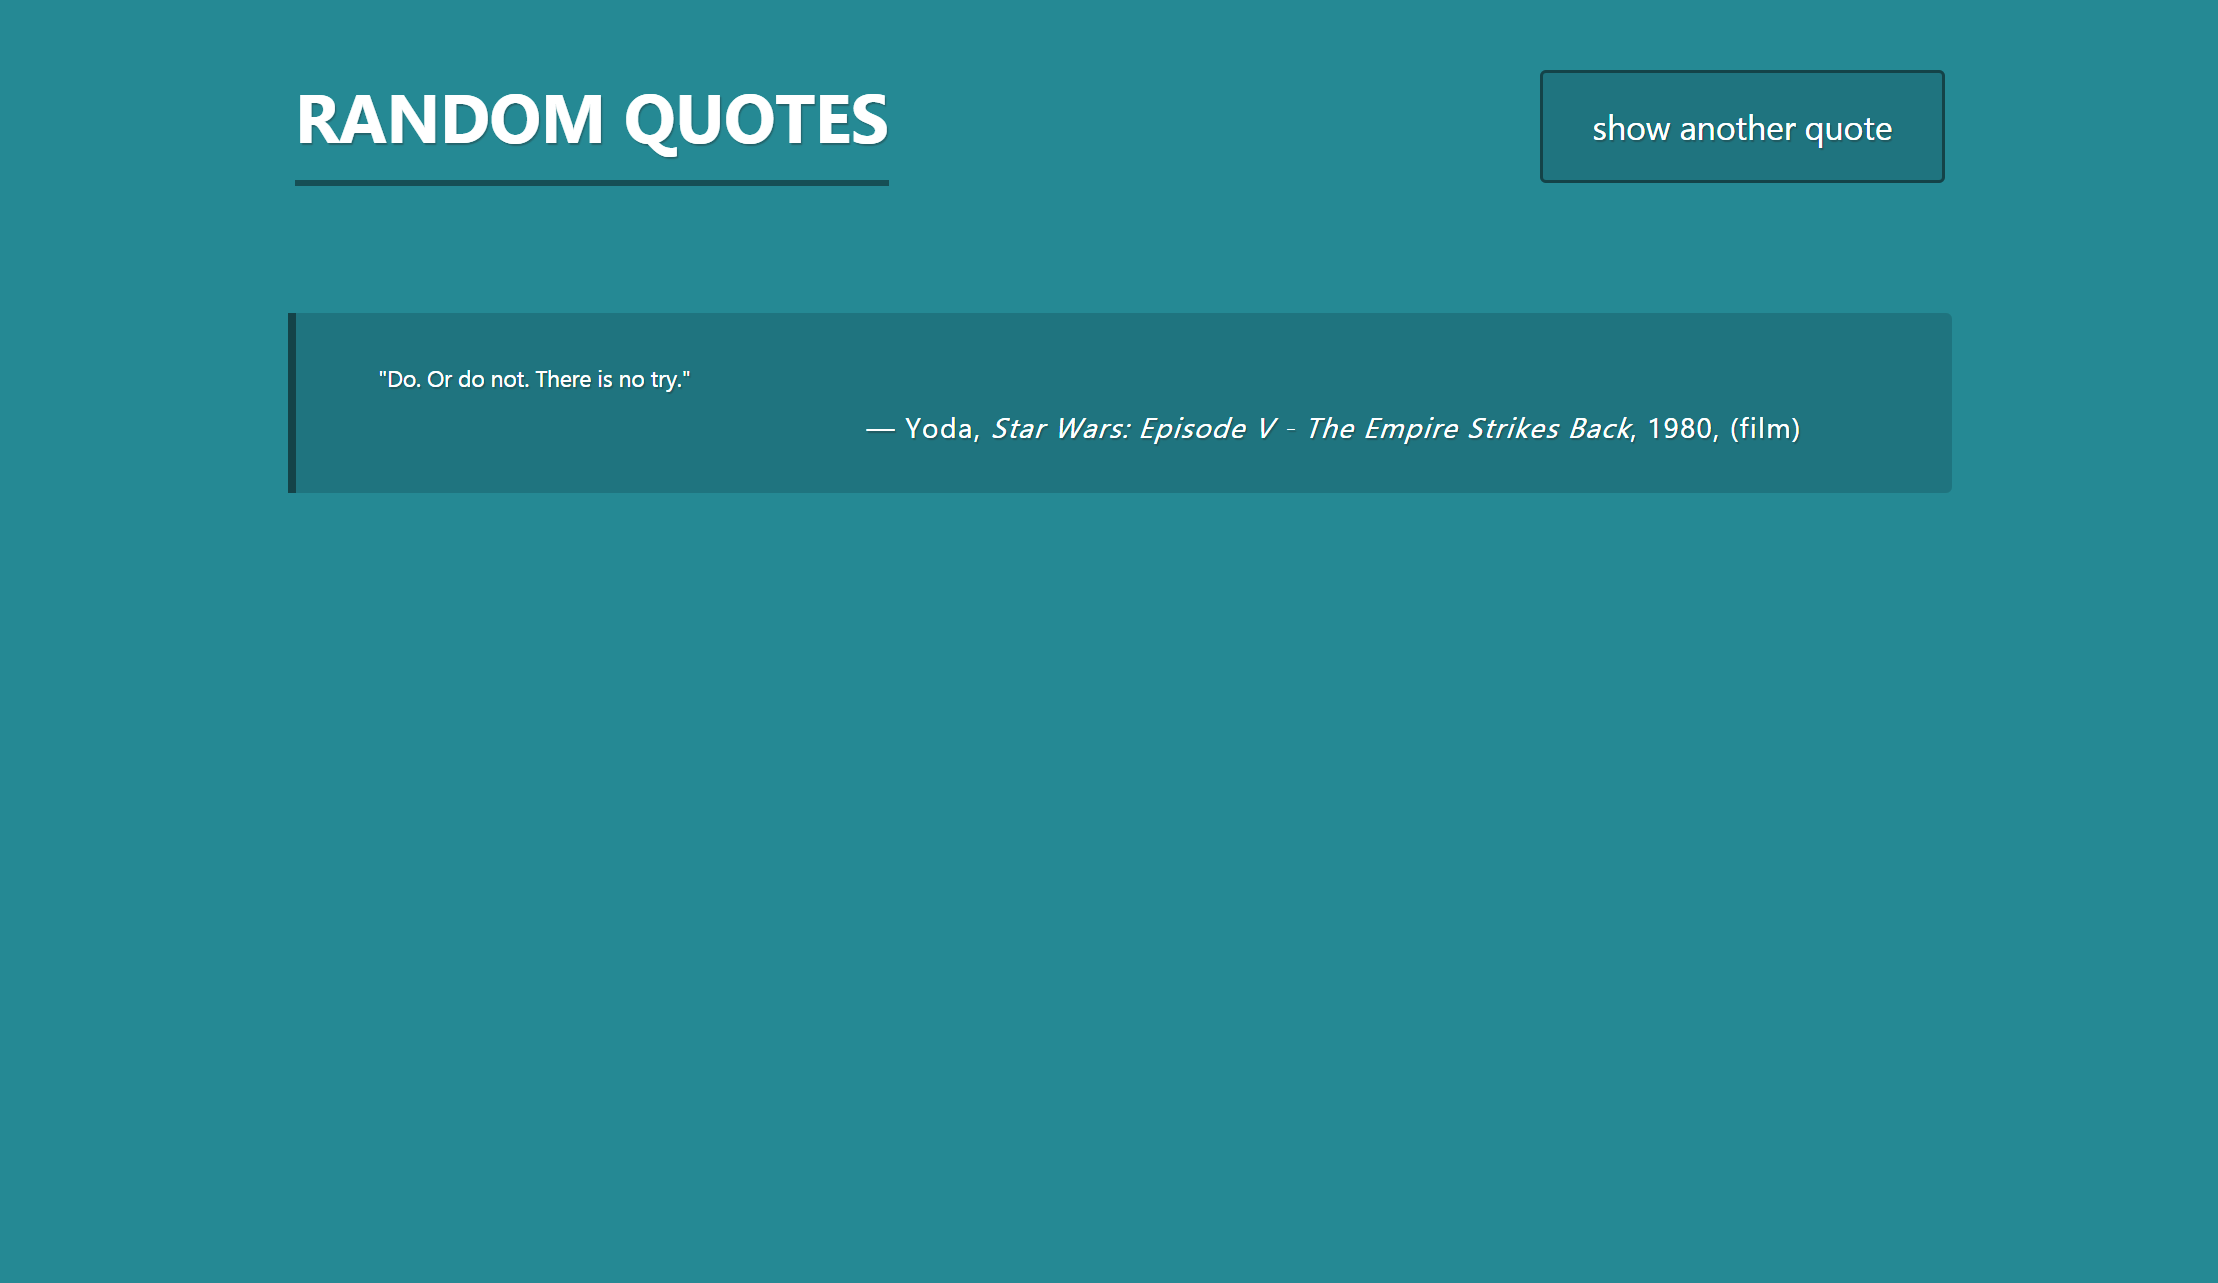 RANDOM QUOTES
show another quote
"Do. Or do not. There is no try."
— Yoda, Star Wars: Episode V - The Empire Strikes Back, 1980, (film)